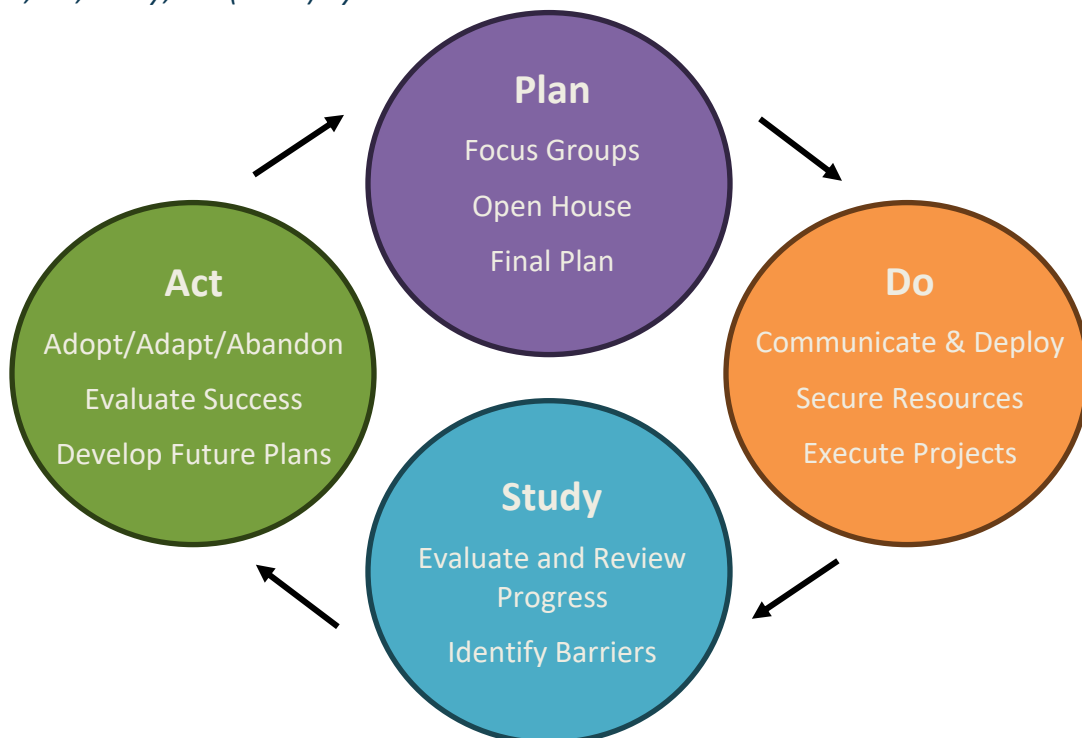 Plan
Focus Groups
Open House
Final Plan
Do
Communicate & Deploy
Secure Resources
Execute Projects
Study
Evaluate and Review
Progress
Identify Barriers
Act
Adopt/Adapt/Abandon
Evaluate Success
Develop Future Plans